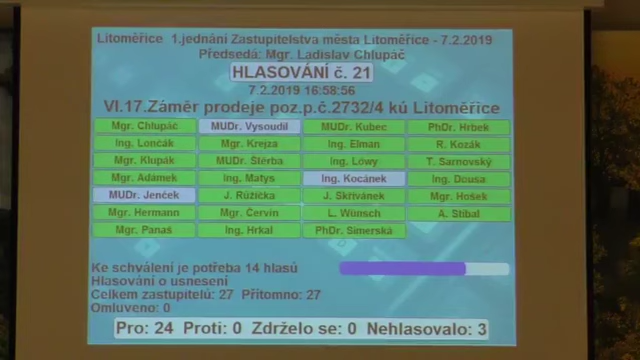 Litoměřice 1.jednání Zastupitelstva města Litoměřice - 7.2.2019
Předsedá: Mgr. Ladislav Chlupáč
HLASOVÁNÍ č. 21
7.2.2019 16:58:56
VI.17.Záměr prodeje poz.p.č.2732/4 kú Litoměřice
Mgr. Chlupáč MUDr. Vysoudil MUDr. Kubec PhDr. Hrbek
Ing. Lončák Mgr. Krejza Ing. Elman R. Kozák
Mgr. Klupák MUDr. Štěrba Ing. Löwy T. Sarnovský
Mgr. Adámek Ing. Matys Ing. Kocánek Ing. Dousa
MUDr. Jenček J. Růžička J. Skřivánek Mgr. Hošek
Mgr. Hermann Mgr. Červín L. Wünsch A. Stibal
Mgr. Panaš Ing. Hrkal PhDr. Simerská
Ke schválení je potřeba 14 hlasů
Hlasování o usnesení
Celkem zastupitelů: 27 Přítomno: 27
Omluveno: 0
Pro: 24 Proti: 0 Zdrželo se: 0 Nehlasovalo: 3